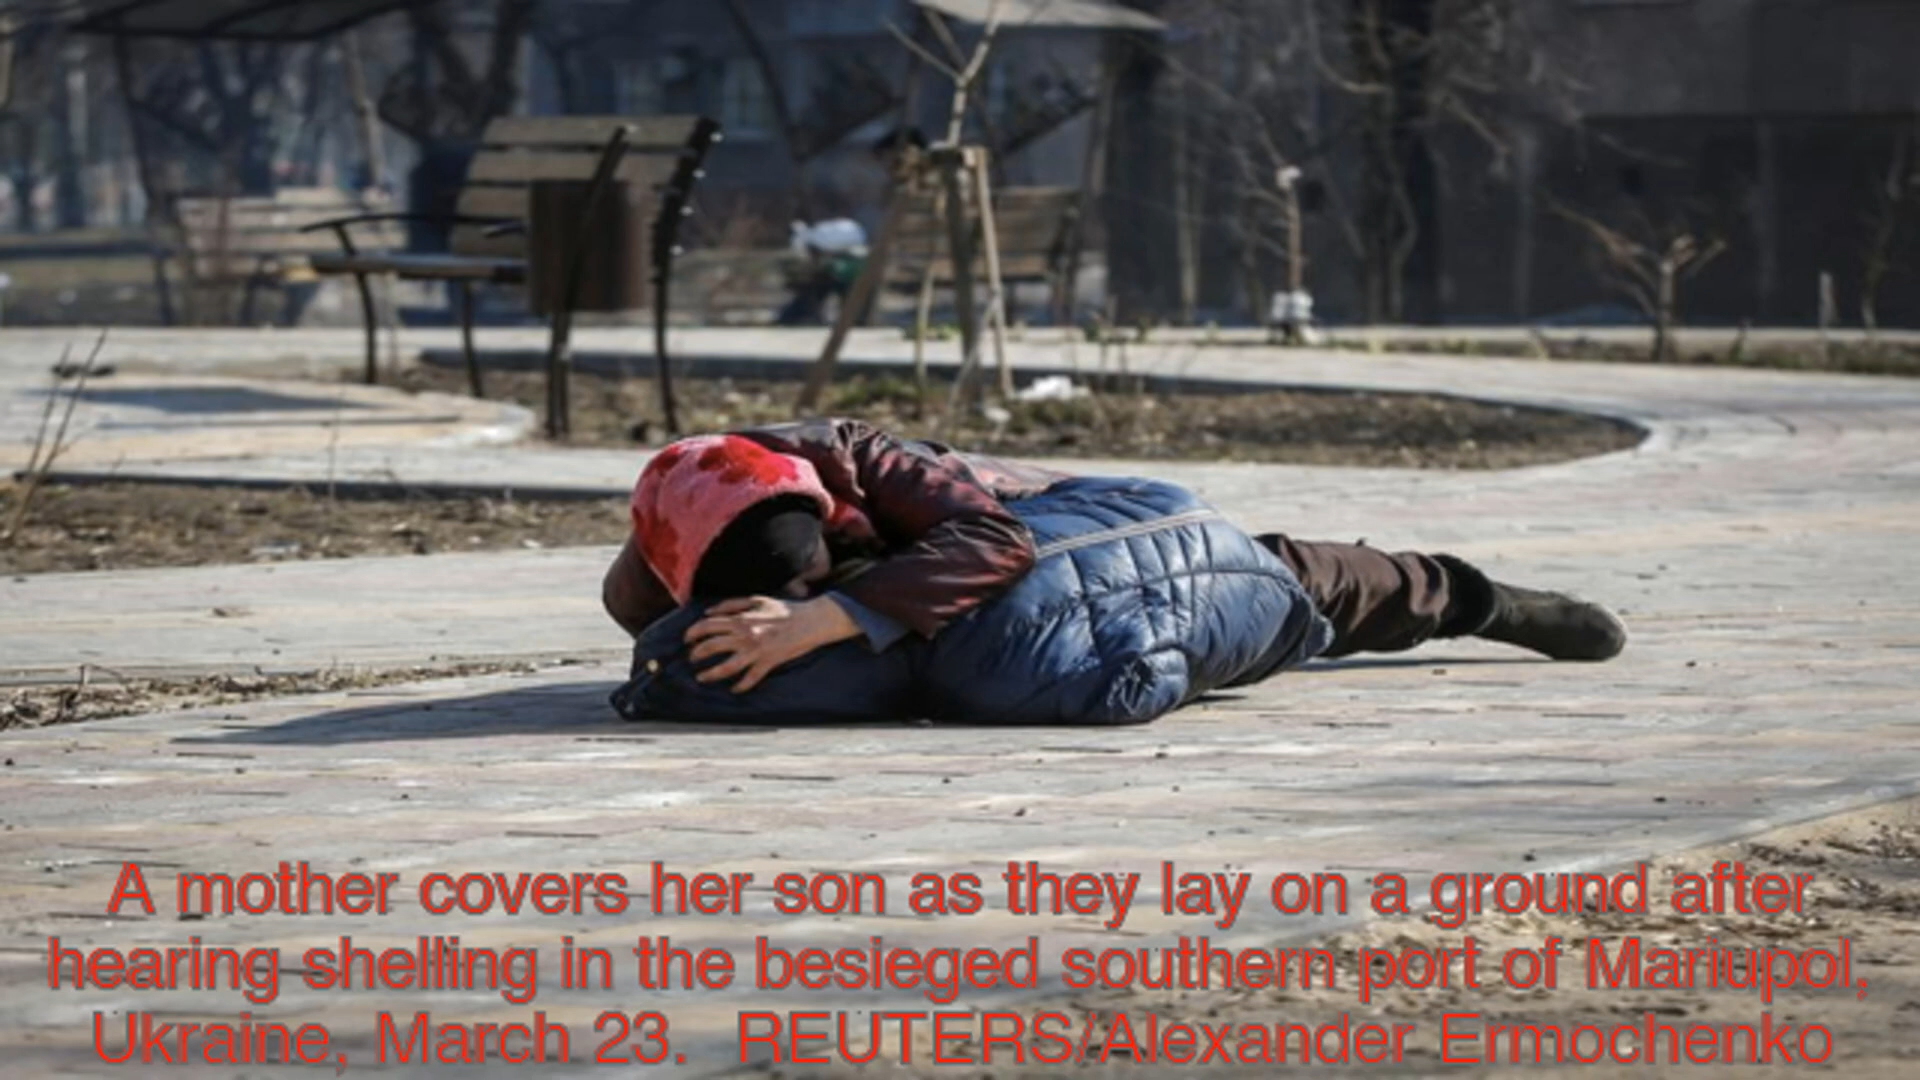 A mother covers her son as they lay on a ground after
hearing shelling in the besieged southern port of Mariupol,
Ukraine, March 23. REUTERS/Alexander Ermochenko